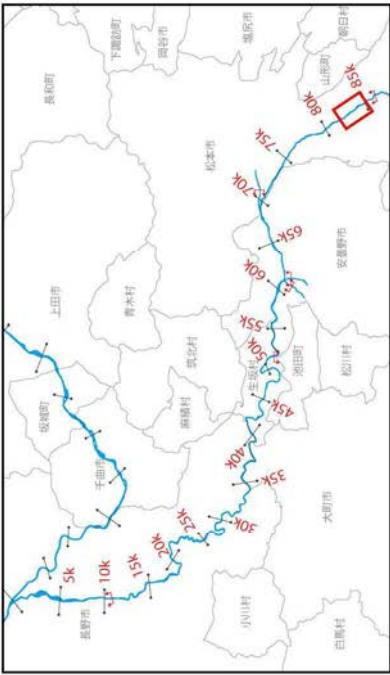 長和町
下諏訪町
岡谷市
塩尻市
朝日村
山形村
85k
80k
75k
松本市
70k
65k
60k
安曇野市
上田市
青木村
筑北村
55k
50k
生坂村
池田町
松川村
坂城町
麻績村
45k
千曲市
40k
35k
大町市
30k
25k
20k
15k
10k
5k
長野市
小川村
白馬村